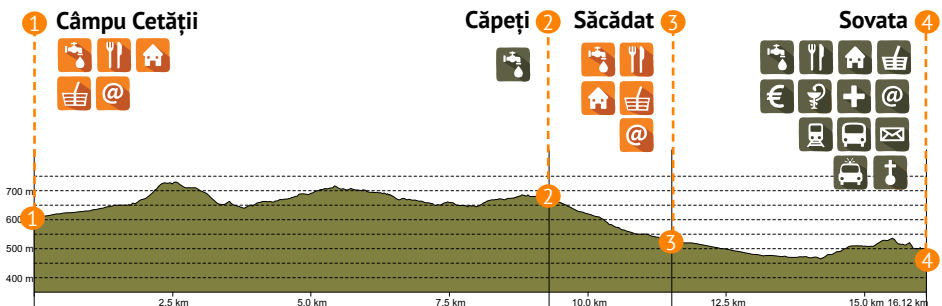 1 Câmpu Cetății
Căpeți 2
Săcădat 3
Sovata 4
@
@
@
€ @
700 m
600
500 m
400 m
1
2
3
4
2.5 km 5.0 km 7.5 km 10.0 km 12.5 km 15.0 km 16.12 km